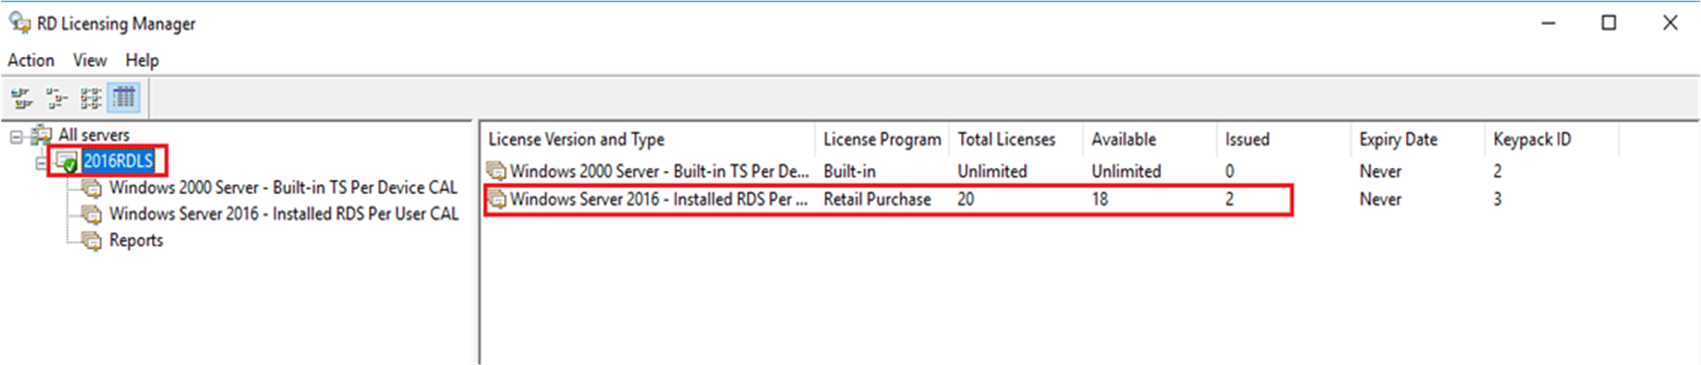 RD Licensing Manager
Action View Help
All servers
2016RDLS
Windows 2000 Server - Built-in TS Per Device CAL
Windows Server 2016 - Installed RDS Per User CAL
Reports
License Version and Type License Program Total Licenses Available Issued Expiry Date Keypack ID
Windows 2000 Server - Built-in TS Per De... Built-in Unlimited Unlimited 0 Never 2
Windows Server 2016 - Installed RDS Per ... Retail Purchase 20 18 2 Never 3